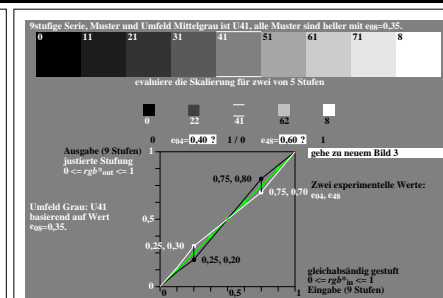 9stufige Serie, Muster und Umfeld Mittelgrau ist U41, alle Muster sind heller mit e08=0,35.
0 11 21 31 41 51 61 71 8
evaluiere die Skalierung für zwei von 5 Stufen
0 22 41 62 8
0 e04=0,40 ? 1 / 0 e48=0,60 ? 1
Ausgabe (9 Stufen)
justierte Stufung
0 <= rgb*out <= 1
gehe zu neuem Bild 3
1
0,75, 0,80
Zwei experimentelle Werte:
e04, e48
0,75, 0,70
Umfeld Grau: U41
basierend auf Wert
e08=0,35.
0,5
0,25, 0,30
0,25, 0,20
gleichabsändig gestuft
0 <= rgb*in <= 1
Eingabe (9 Stufen)
0
0 0,5 1